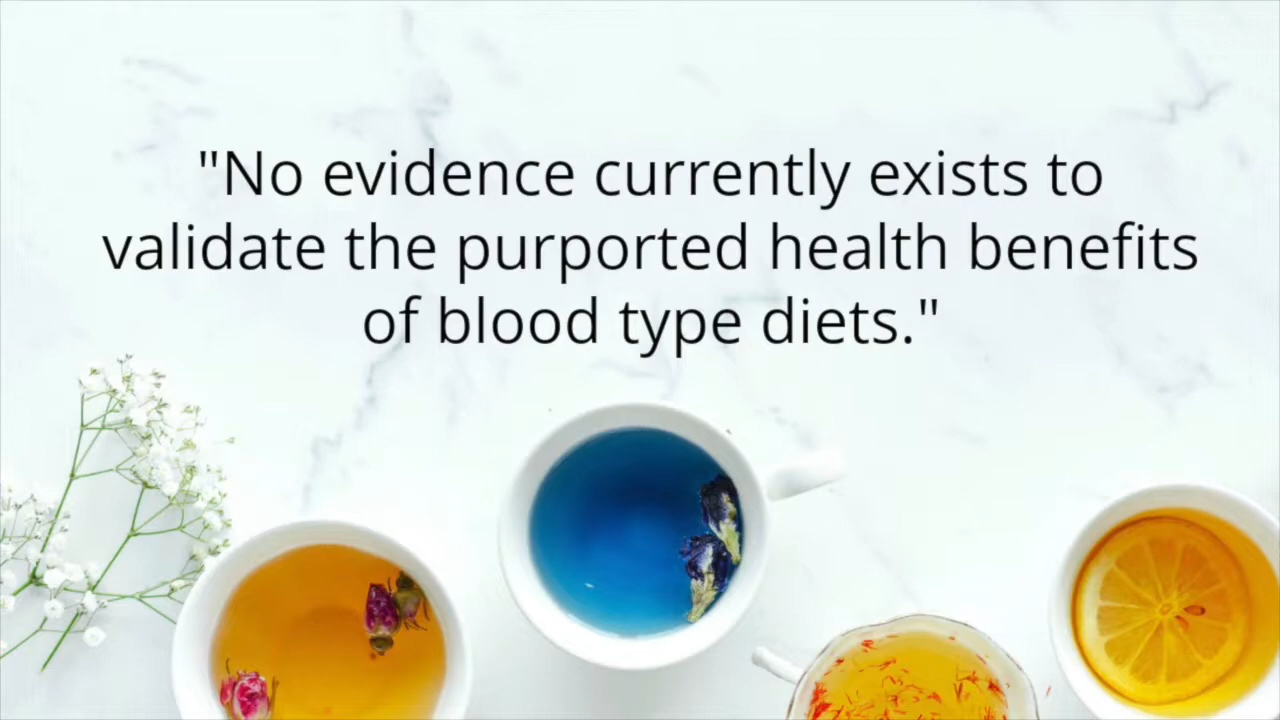 "No evidence currently exists to
validate the purported health benefits
of blood type diets."